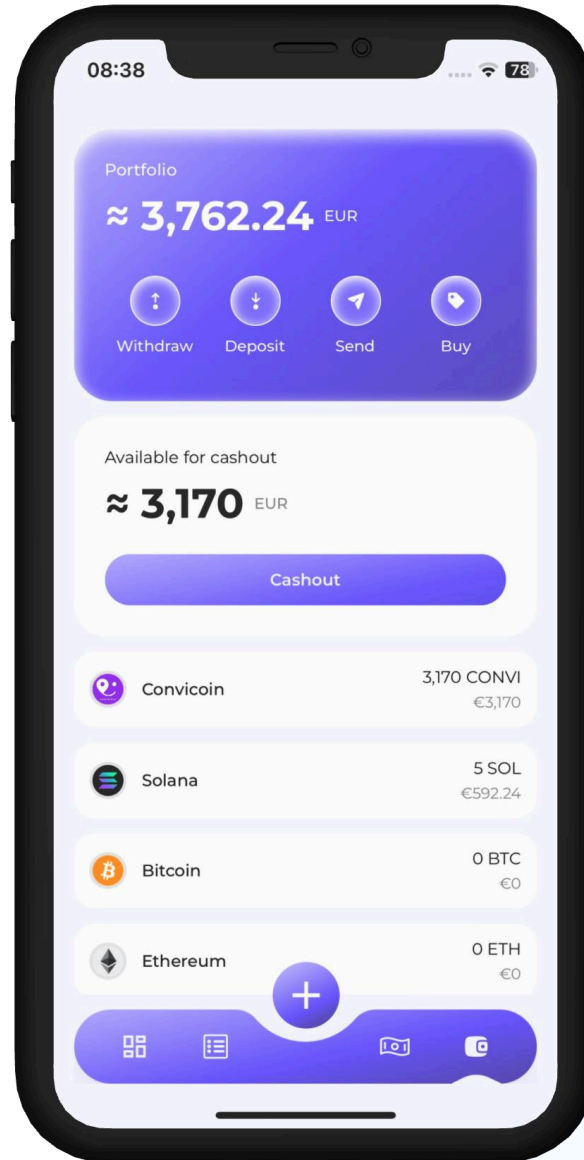 08:38
78
Portfolio
≈ 3,762.24 EUR
Withdraw Deposit Send Buy
Available for cashout
≈ 3,170 EUR
Cashout
Convicoin
3,170 CONVI
€3,170
Solana
5 SOL
€592.24
Bitcoin
0 BTC
€0
Ethereum
0 ETH
€0